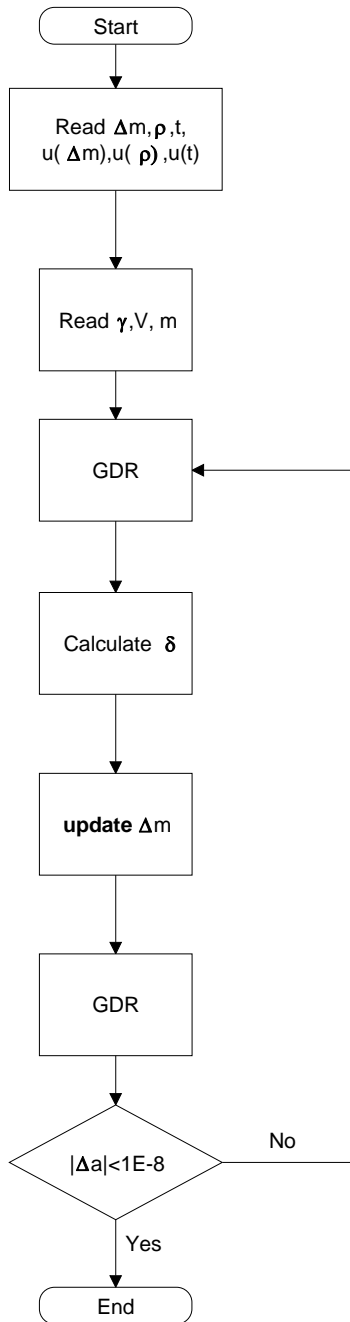 Start
Read Δm,ρ ,t,
u( Δm),u( ρ) ,u(t)
Read γ,V, m
GDR
Calculate δ
update Δm
GDR
|Δa|<1E-8
No
Yes
End